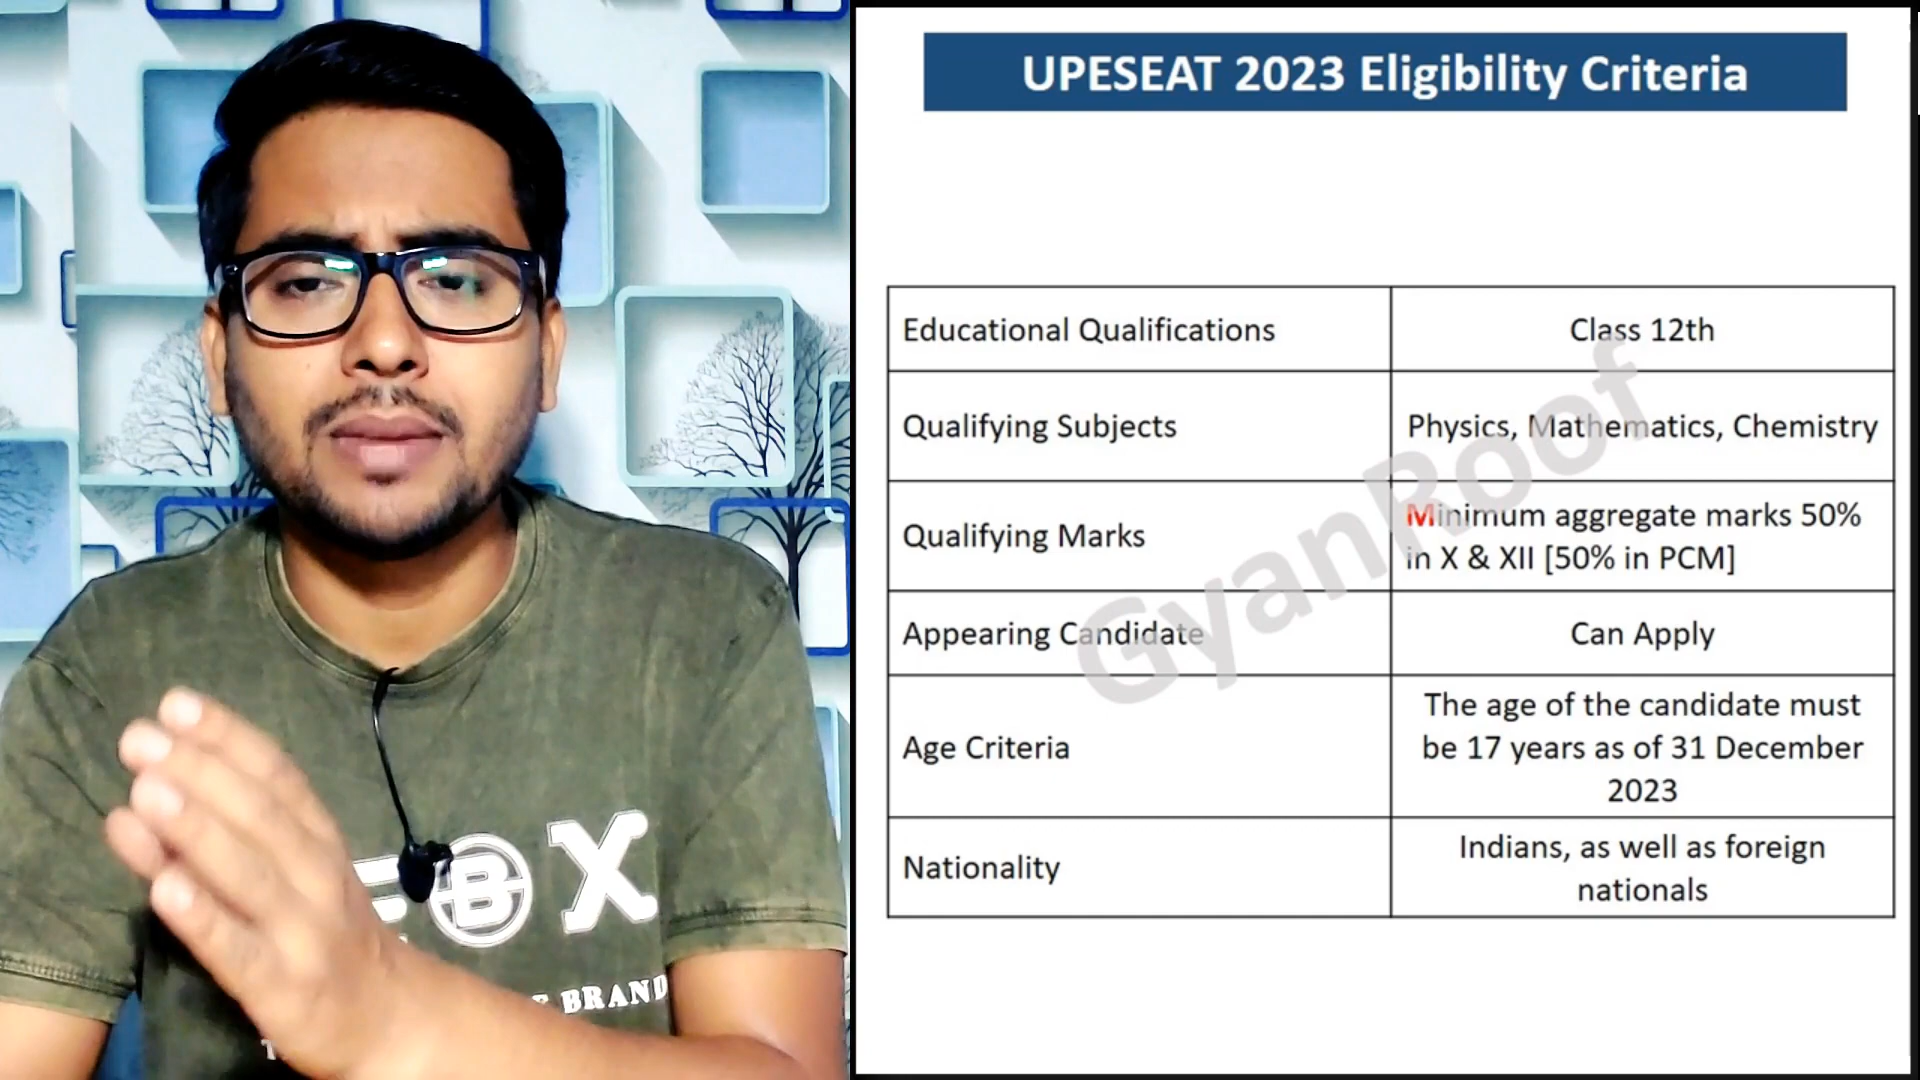 UPESEAT 2023 Eligibility Criteria
Educational Qualifications
Class 12th
Qualifying Subjects
Physics, Mathematics, Chemistry
Qualifying Marks
Minimum aggregate marks 50%
in X & XII [50% in PCM]
Appearing Candidate
Can Apply
Age Criteria
The age of the candidate must
be 17 years as of 31 December
2023
Nationality
Indians, as well as foreign
nationals
GyanRoof
B X
BRAND